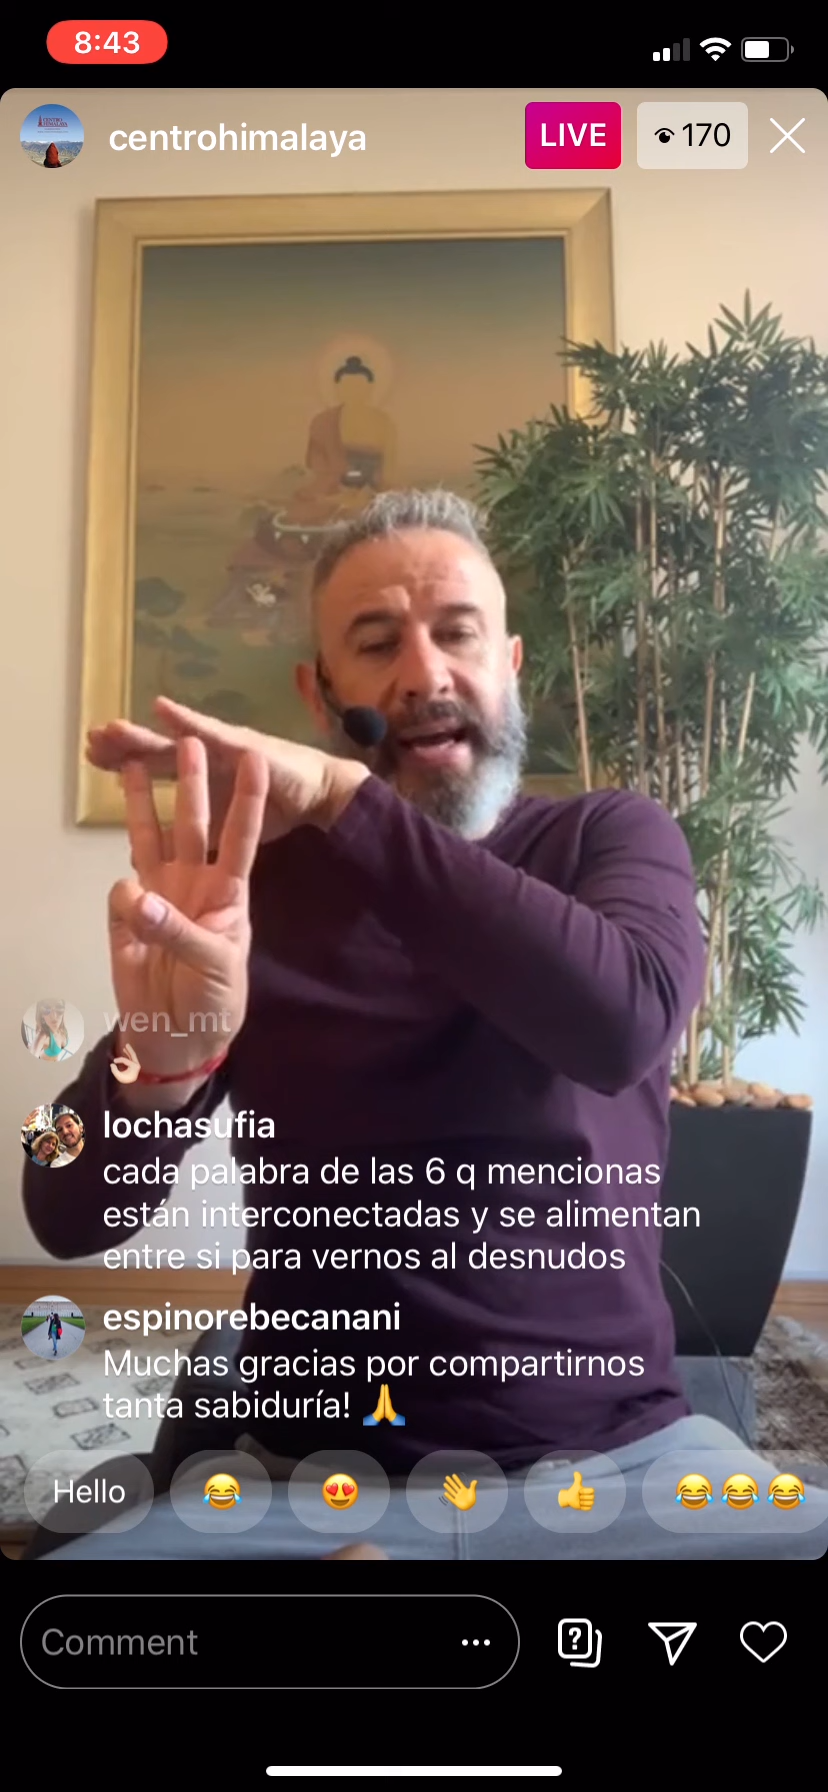 8:43
centrohimalaya
LIVE
170
wen_mt
👌🏻
lochasufia
cada palabra de las 6 q mencionas
están interconectadas y se alimentan
entre si para vernos al desnudos
espinorebecanani
Muchas gracias por compartirnos
tanta sabiduría! 🙏
Hello 😂 😍 👋 👍 😂😂😂
Comment